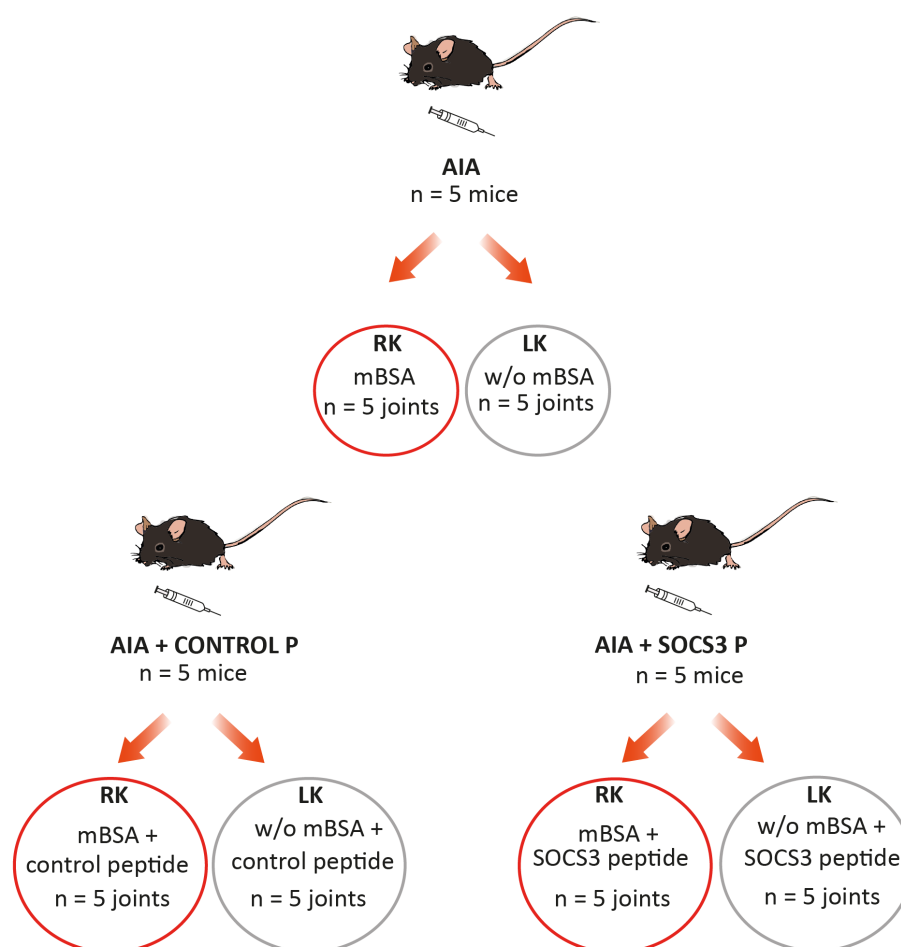 AIA
n = 5 mice
RK
mBSA
n = 5 joints
LK
w/o mBSA
n = 5 joints
AIA + CONTROL P
n = 5 mice
RK
mBSA +
control peptide
n = 5 joints
LK
w/o mBSA +
control peptide
n = 5 joints
AIA + SOCS3 P
n = 5 mice
RK
mBSA +
SOCS3 peptide
n = 5 joints
LK
w/o mBSA +
SOCS3 peptide
n = 5 joints